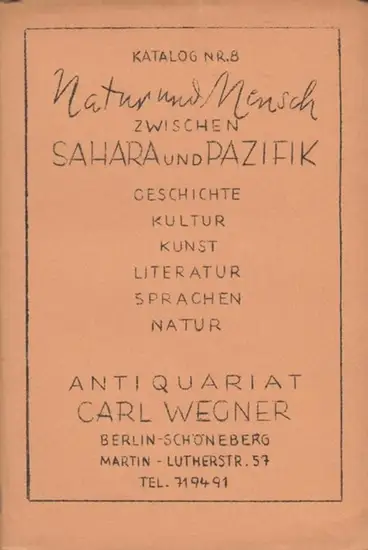 KATALOG NR.8
Natur und Mensch
ZWISCHEN
SAHARA UND PAZIFIK
GESCHICHTE
KULTUR
KUNST
LITERATUR
SPRACHEN
NATUR
ANTIQUARIAT
CARL WEGNER
BERLIN-SCHÖNEBERG
MARTIN-LUTHERSTR. 57
TEL. 719491